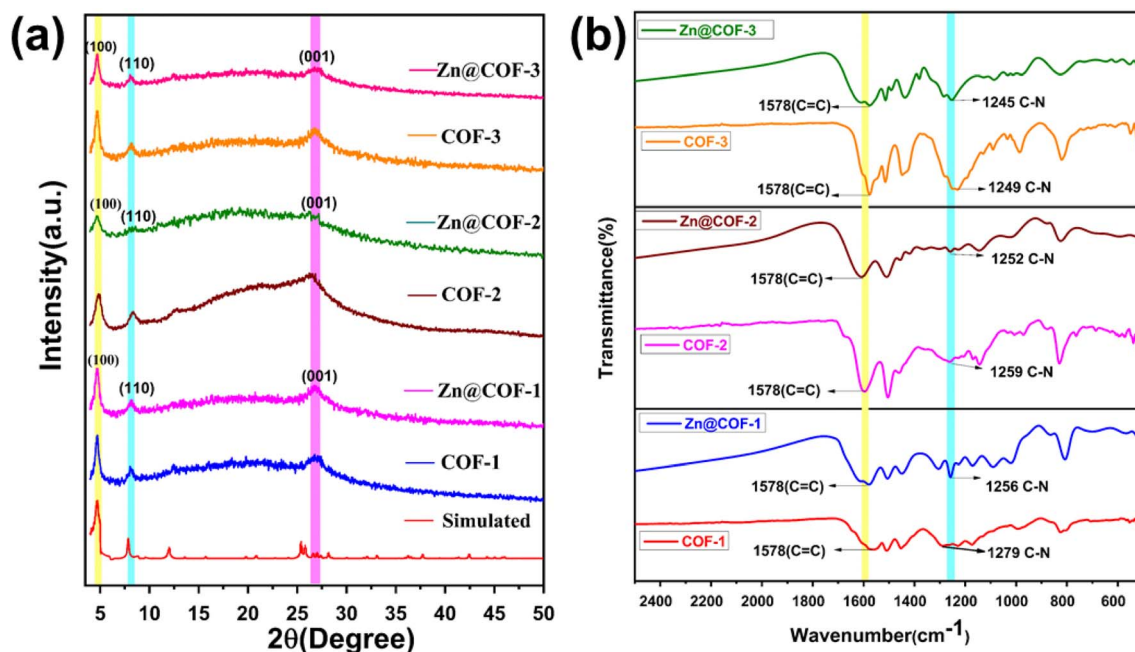 (a)
(100)
(110)
(001)
Zn@COF-3
COF-3
(100)
(110)
(001)
Zn@COF-2
COF-2
(100)
(110)
(001)
Zn@COF-1
COF-1
Simulated
Intensity(a.u.)
5 10 15 20 25 30 35 40 45 50
2θ(Degree)
(b)
Zn@COF-3
1578(C=C)
1245 C-N
COF-3
1578(C=C)
1249 C-N
Zn@COF-2
1578(C=C)
1252 C-N
COF-2
1578(C=C)
1259 C-N
Zn@COF-1
1578(C=C)
1256 C-N
COF-1
1578(C=C)
1279 C-N
Transmittance(%)
2400 2200 2000 1800 1600 1400 1200 1000 800 600
Wavenumber(cm-1)